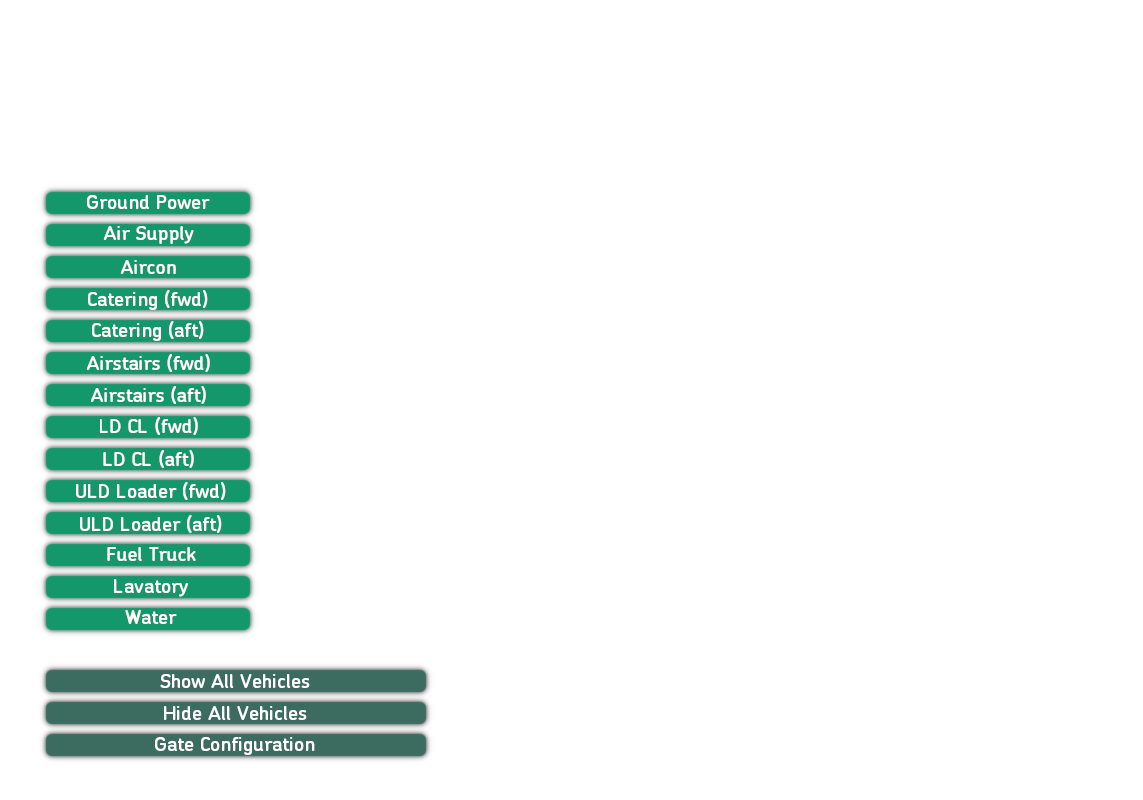 Ground Power
Air Supply
Aircon
Catering (fwd)
Catering (aft)
Airstairs (fwd)
Airstairs (aft)
LD CL (fwd)
LD CL (aft)
ULD Loader (fwd)
ULD Loader (aft)
Fuel Truck
Lavatory
Water
Show All Vehicles
Hide All Vehicles
Gate Configuration